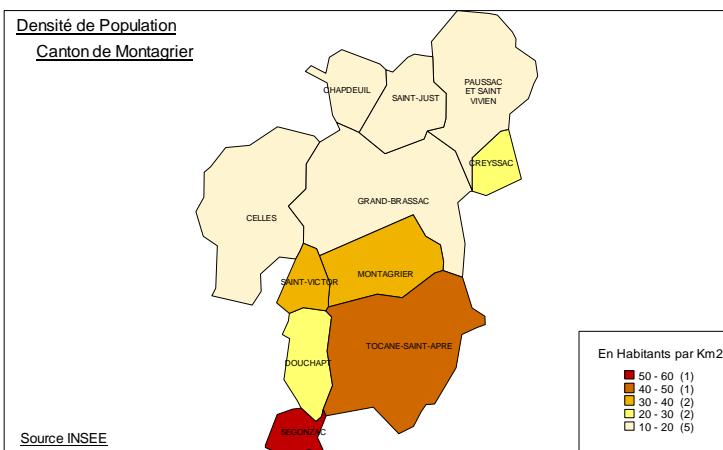 Densité de Population
Canton de Montagrier
CHAPDEUIL
SAINT-JUST
PAUSSAC
ET SAINT
VIVIEN
CREYSSAC
CELLES
GRAND-BRASSAC
SAINT-VICTOR
MONTAGRIER
TOCANE-SAINT-APRE
DOUCHAPT
SEGONZAC
En Habitants par Km2
50 - 60 (1)
40 - 50 (1)
30 - 40 (2)
20 - 30 (2)
10 - 20 (5)
Source INSEE